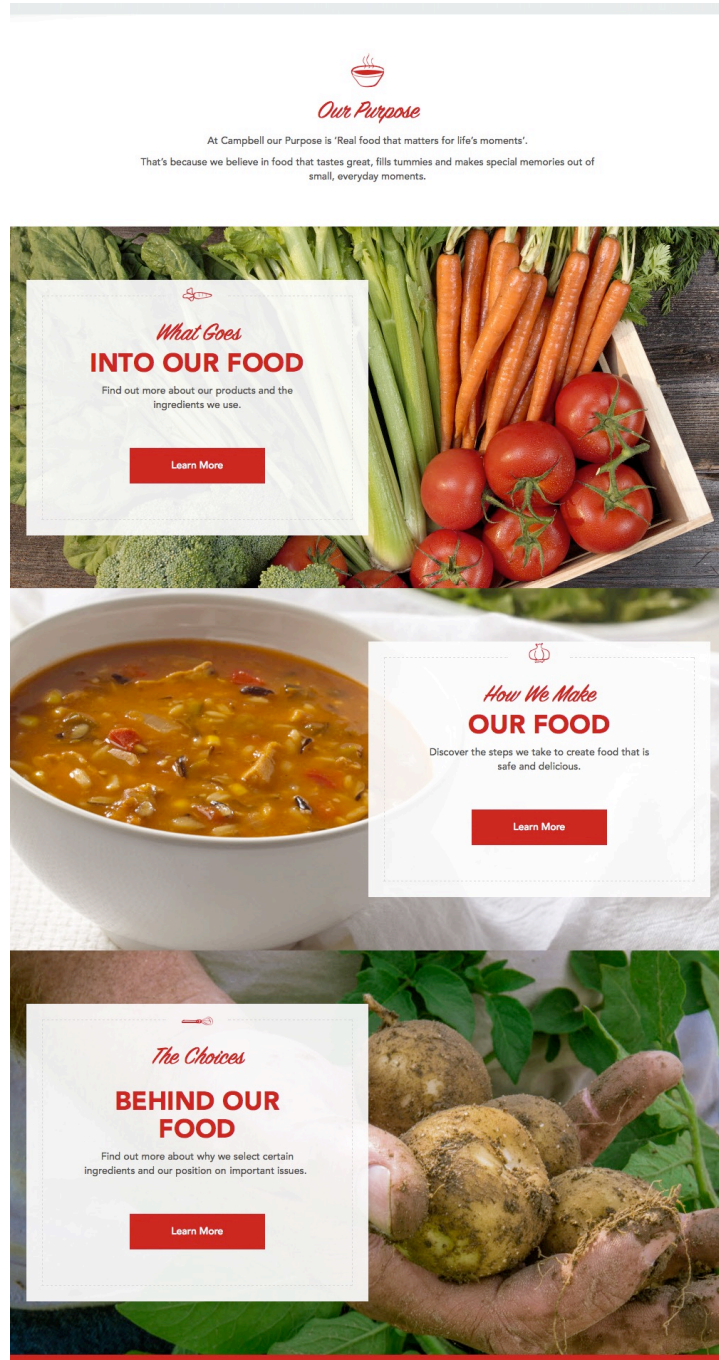 Our Purpose
At Campbell our Purpose is 'Real food that matters for life's moments'.
That's because we believe in food that tastes great, fills tummies and makes special memories out of
small, everyday moments.
What Goes
INTO OUR FOOD
Find out more about our products and the
ingredients we use.
Learn More
How We Make
OUR FOOD
Discover the steps we take to create food that is
safe and delicious.
Learn More
The Choices
BEHIND OUR
FOOD
Find out more about why we select certain
ingredients and our position on important issues.
Learn More